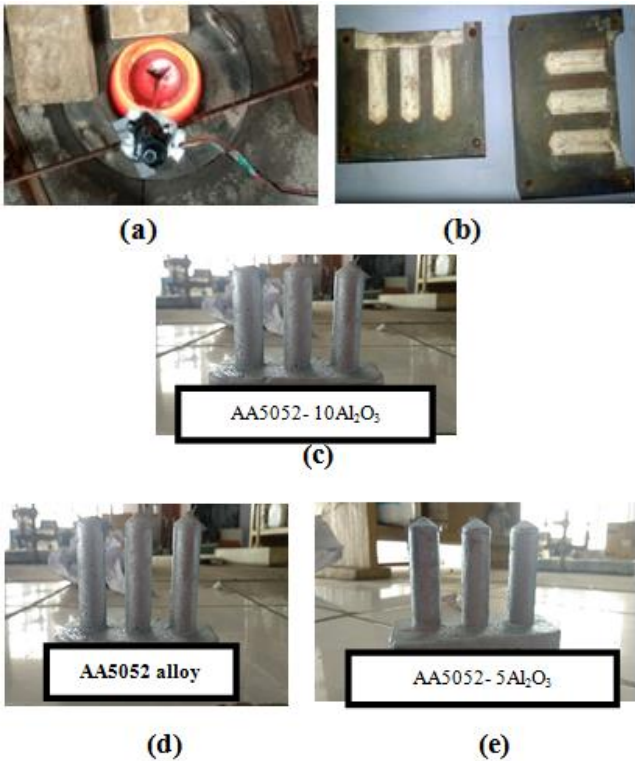 (a)
(b)
AA5052- 10Al₂O₃
(c)
AA5052 alloy
AA5052- 5Al₂O₃
(d)
(e)